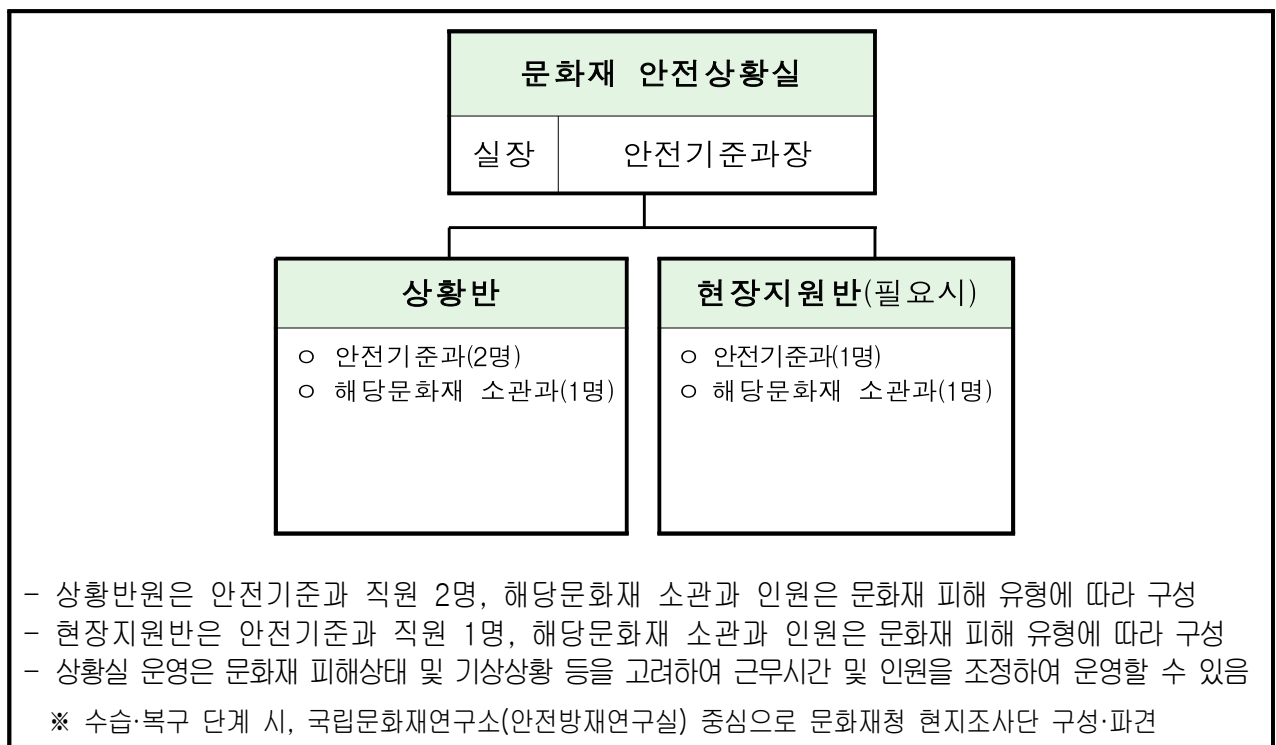 문화재 안전상황실
실장 안전기준과장
상황반
ㅇ 안전기준과(2명)
ㅇ 해당문화재 소관과(1명)
현장지원반(필요시)
ㅇ 안전기준과(1명)
ㅇ 해당문화재 소관과(1명)
- 상황반원은 안전기준과 직원 2명, 해당문화재 소관과 인원은 문화재 피해 유형에 따라 구성
- 현장지원반은 안전기준과 직원 1명, 해당문화재 소관과 인원은 문화재 피해 유형에 따라 구성
- 상황실 운영은 문화재 피해상태 및 기상상황 등을 고려하여 근무시간 및 인원을 조정하여 운영할 수 있음
※ 수습·복구 단계 시, 국립문화재연구소(안전방재연구실) 중심으로 문화재청 현지조사단 구성·파견